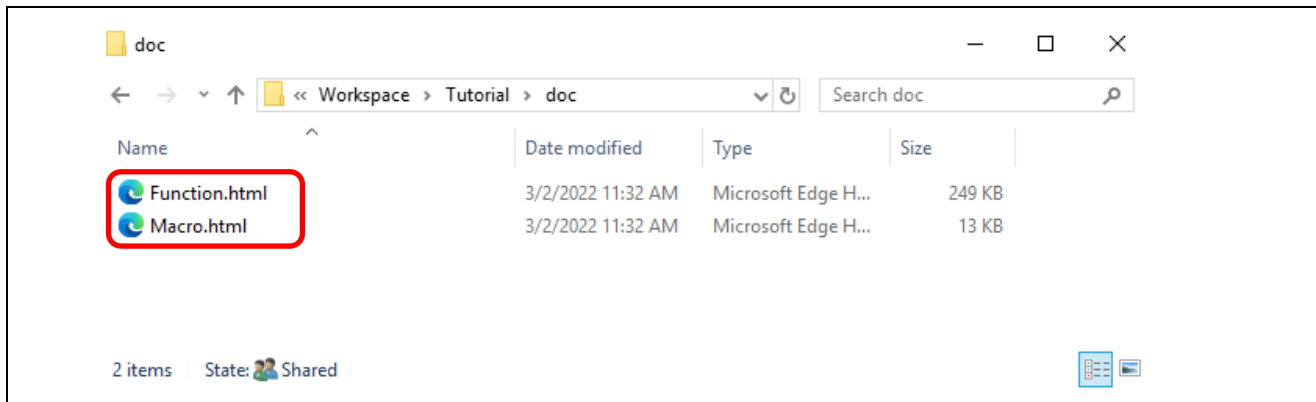 doc
« Workspace › Tutorial › doc Search doc
Name Date modified Type Size
Function.html 3/2/2022 11:32 AM Microsoft Edge H... 249 KB
Macro.html 3/2/2022 11:32 AM Microsoft Edge H... 13 KB
2 items State: Shared